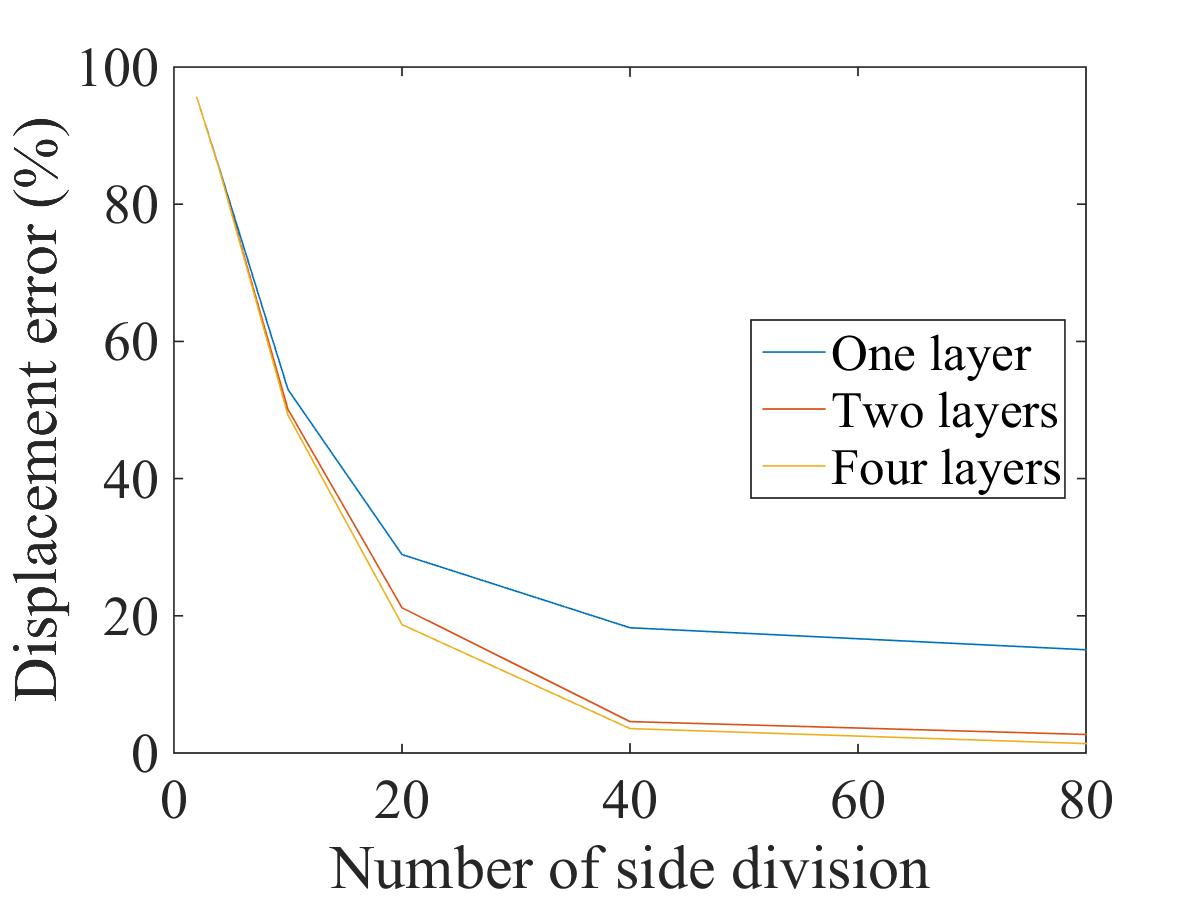 100
80
60
40
20
0
0 20 40 60 80
Displacement error (%)
Number of side division
One layer
Two layers
Four layers